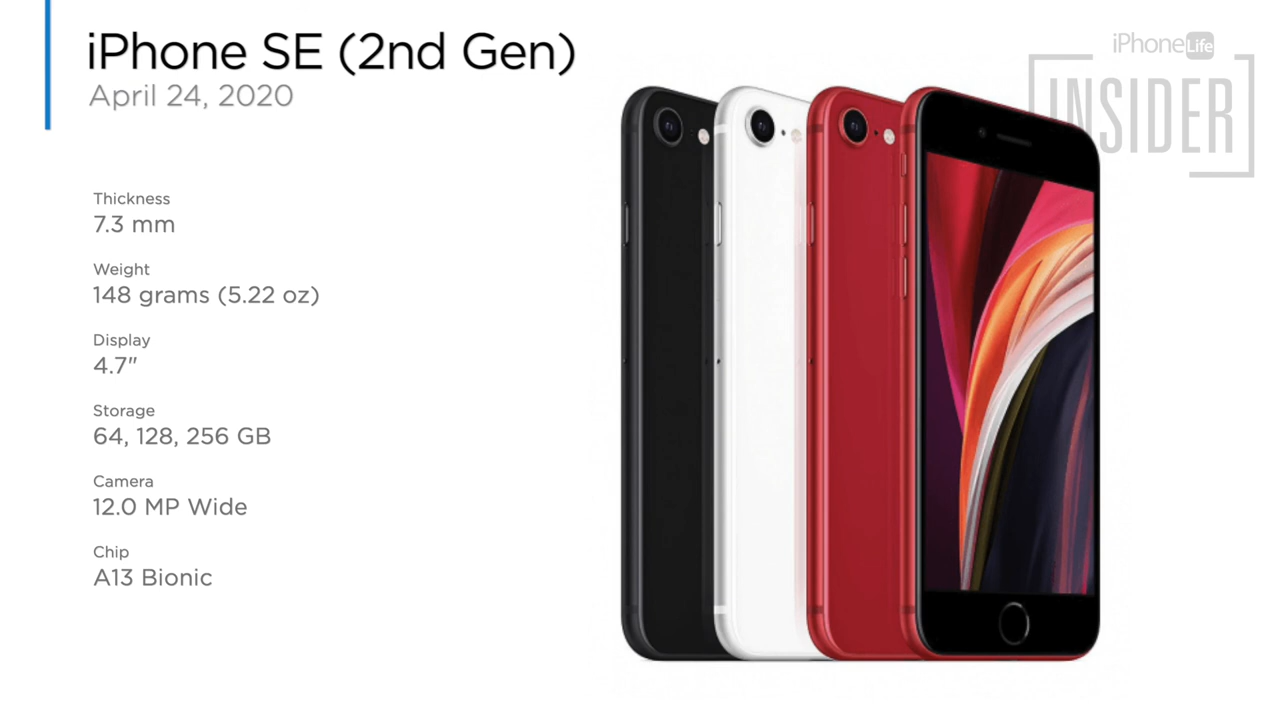 iPhone SE (2nd Gen)
April 24, 2020
iPhoneLife
INSIDER
Thickness
7.3 mm
Weight
148 grams (5.22 oz)
Display
4.7"
Storage
64, 128, 256 GB
Camera
12.0 MP Wide
Chip
A13 Bionic